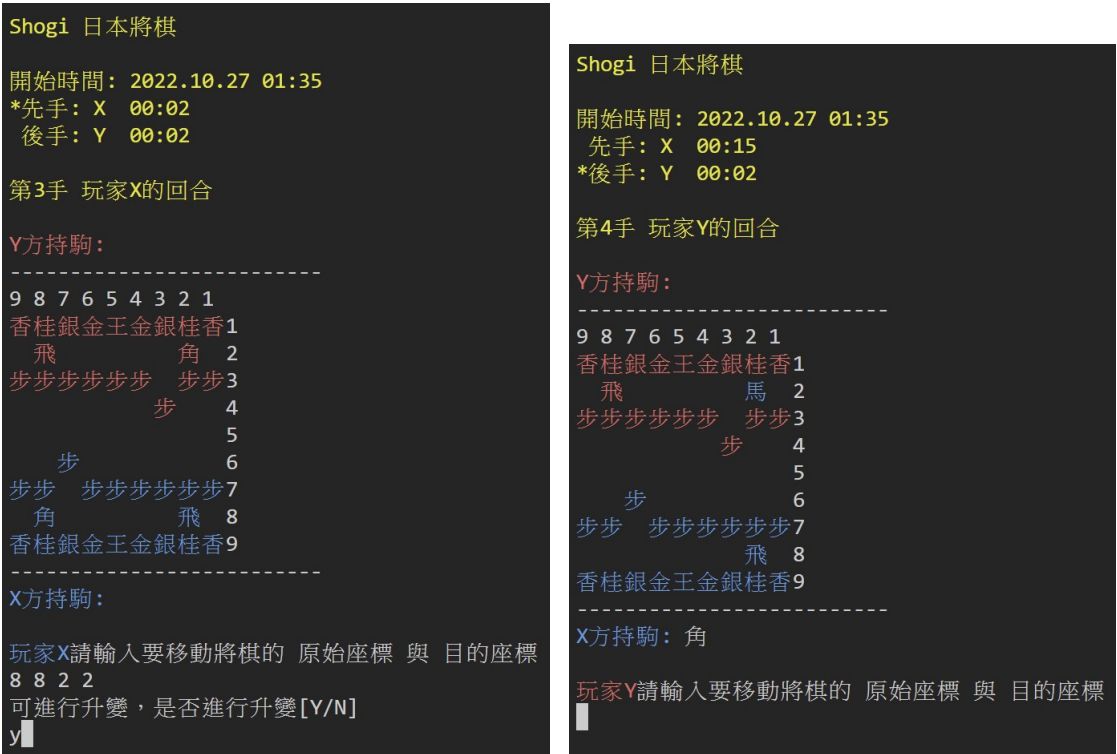 Shogi 日本將棋
開始時間: 2022.10.27 01:35
*先手: X 00:02
後手: Y 00:02
第3手 玩家X的回合
Y方持駒:
--------------------------
9 8 7 6 5 4 3 2 1
香桂銀金王金銀桂香1
飛 角 2
步步步步步步 步步3
步 4
5
步 6
步步 步步步步步步7
角 飛 8
香桂銀金王金銀桂香9
--------------------------
X方持駒:
玩家X請輸入要移動將棋的 原始座標 與 目的座標
8 8 2 2
可進行升變，是否進行升變[Y/N]
y
Shogi 日本將棋
開始時間: 2022.10.27 01:35
先手: X 00:15
*後手: Y 00:02
第4手 玩家Y的回合
Y方持駒:
--------------------------
9 8 7 6 5 4 3 2 1
香桂銀金王金銀桂香1
飛 馬 2
步步步步步步 步步3
步 4
5
步 6
步步 步步步步步步7
飛 8
香桂銀金王金銀桂香9
--------------------------
X方持駒: 角
玩家Y請輸入要移動將棋的 原始座標 與 目的座標